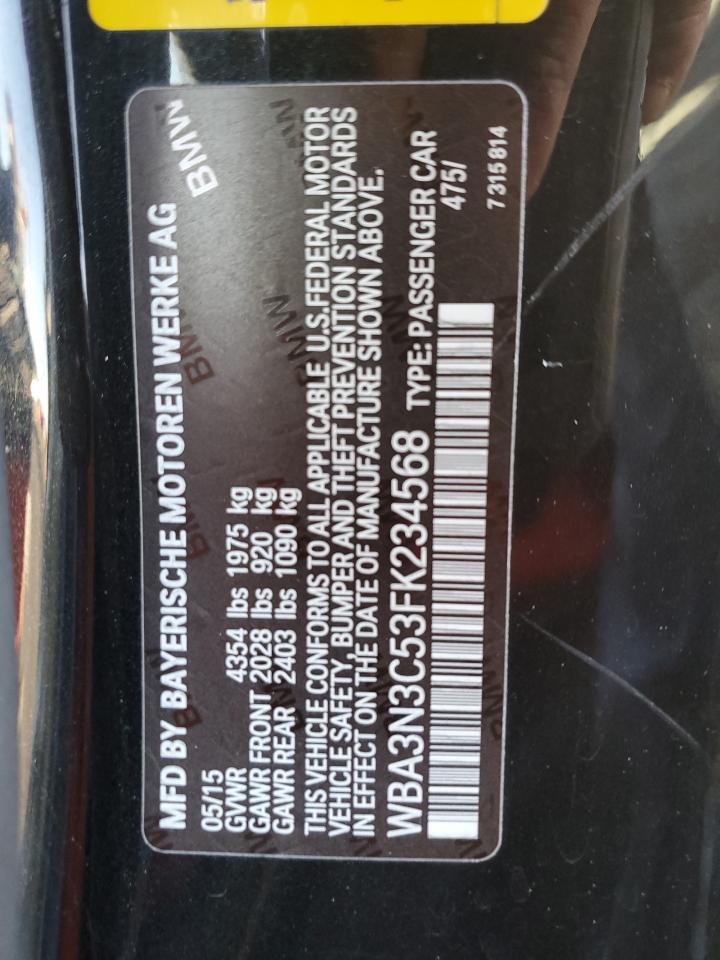 MFD BY BAYERISCHE MOTOREN WERKE AG
05/15
GVWR 4354 lbs 1975 kg
GAWR FRONT 2028 lbs 920 kg
GAWR REAR 2403 lbs 1090 kg
THIS VEHICLE CONFORMS TO ALL APPLICABLE U.S. FEDERAL MOTOR
VEHICLE SAFETY, BUMPER AND THEFT PREVENTION STANDARDS
IN EFFECT ON THE DATE OF MANUFACTURE SHOWN ABOVE.
WBA3N3C53FK234568 TYPE: PASSENGER CAR
475/
7 315 814
BMW
BMW
BMW